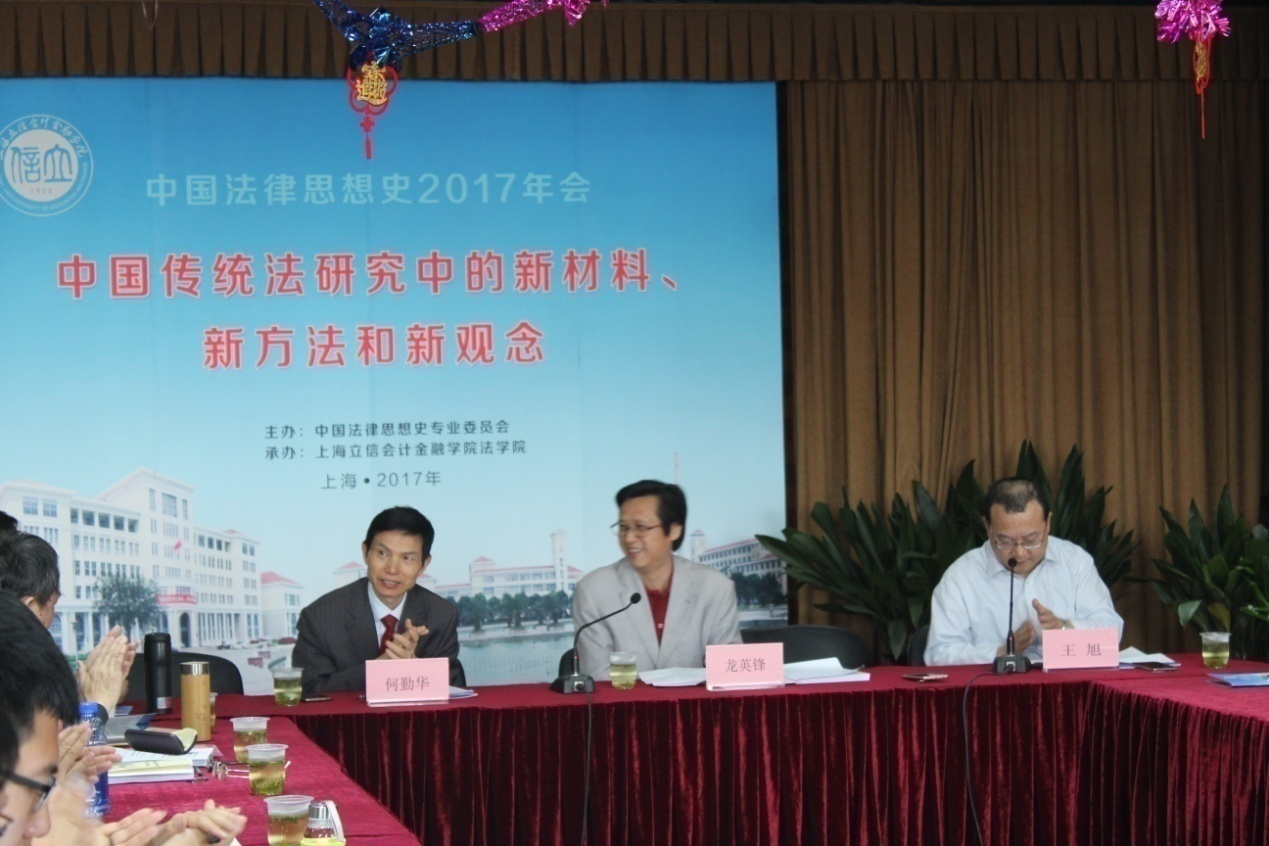 信立
1928
中国法律思想史2017年会
中国传统法研究中的新材料、
新方法和新观念
主办：中国法律思想史专业委员会
承办：上海立信会计金融学院法学院
上海•2017年
何勤华
龙英锋
王旭